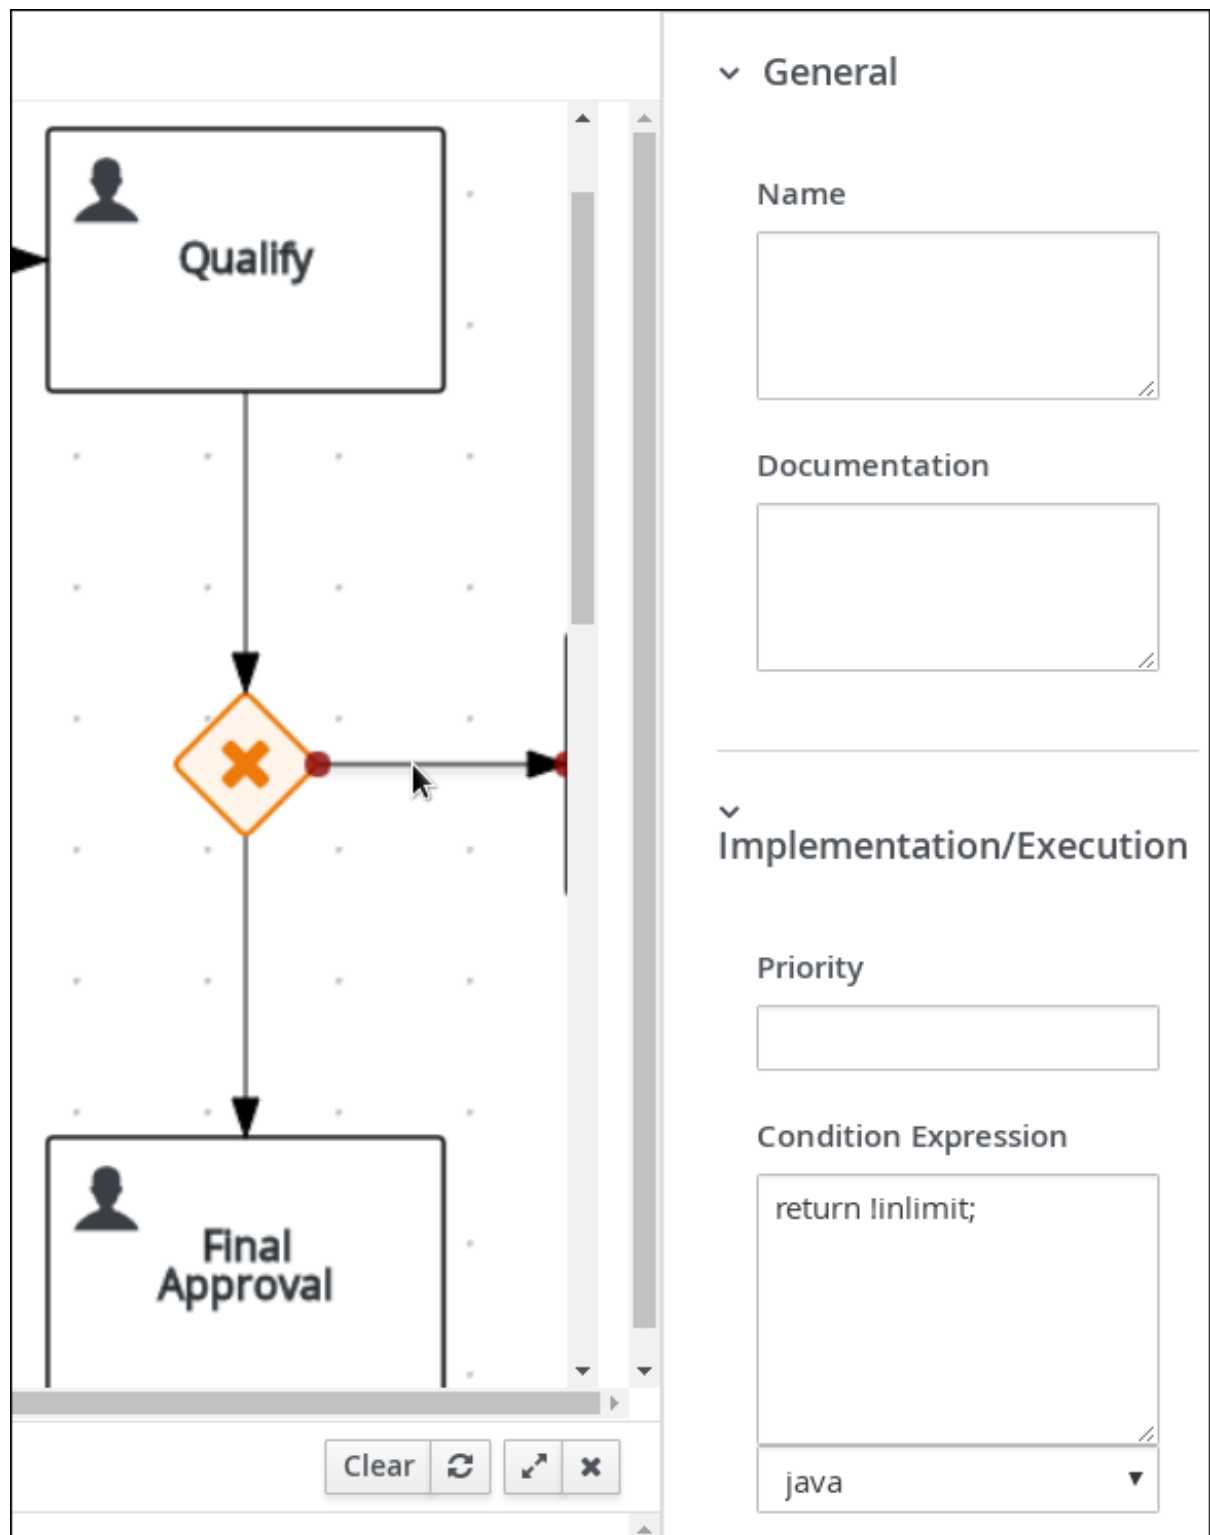 Qualify
Final
Approval
Clear
General
Name
Documentation
Implementation/Execution
Priority
Condition Expression
return !inlimit;
java